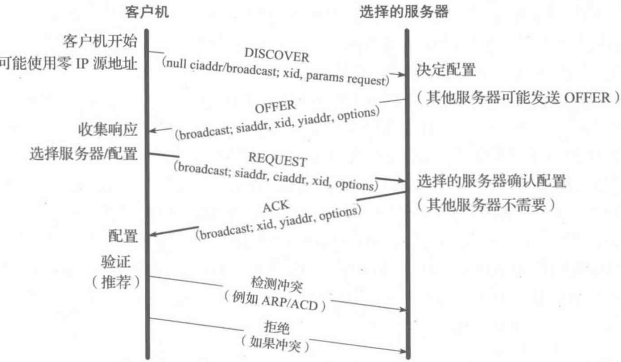 客户机
选择的服务器
客户机开始
可能使用零 IP 源地址
DISCOVER
(null ciaddr/broadcast; xid, params request)
决定配置
(其他服务器可能发送 OFFER)
OFFER
(broadcast; siaddr, xid, yiaddr, options)
收集响应
选择服务器/配置
REQUEST
(broadcast; siaddr, ciaddr, xid, options)
选择的服务器确认配置
(其他服务器不需要)
ACK
(broadcast; xid, yiaddr, options)
配置
验证
(推荐)
检测冲突
(例如 ARP/ACD)
拒绝
(如果冲突)